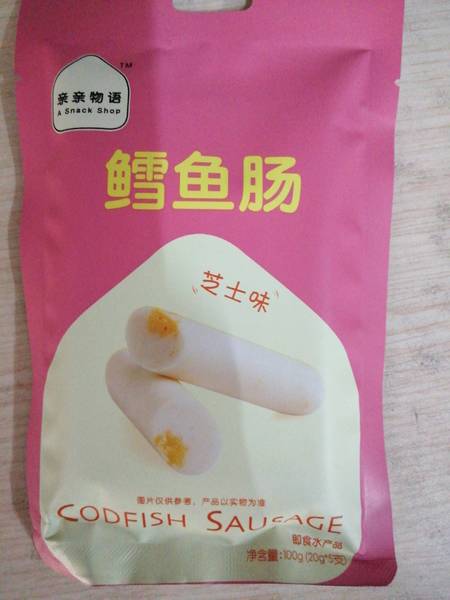 TM
亲亲物语
A Snack Shop
鳕鱼肠
芝士味
图片仅供参考，产品以实物为准
CODFISH SAUSAGE
即食水产品
净含量:100g(20g*5支)